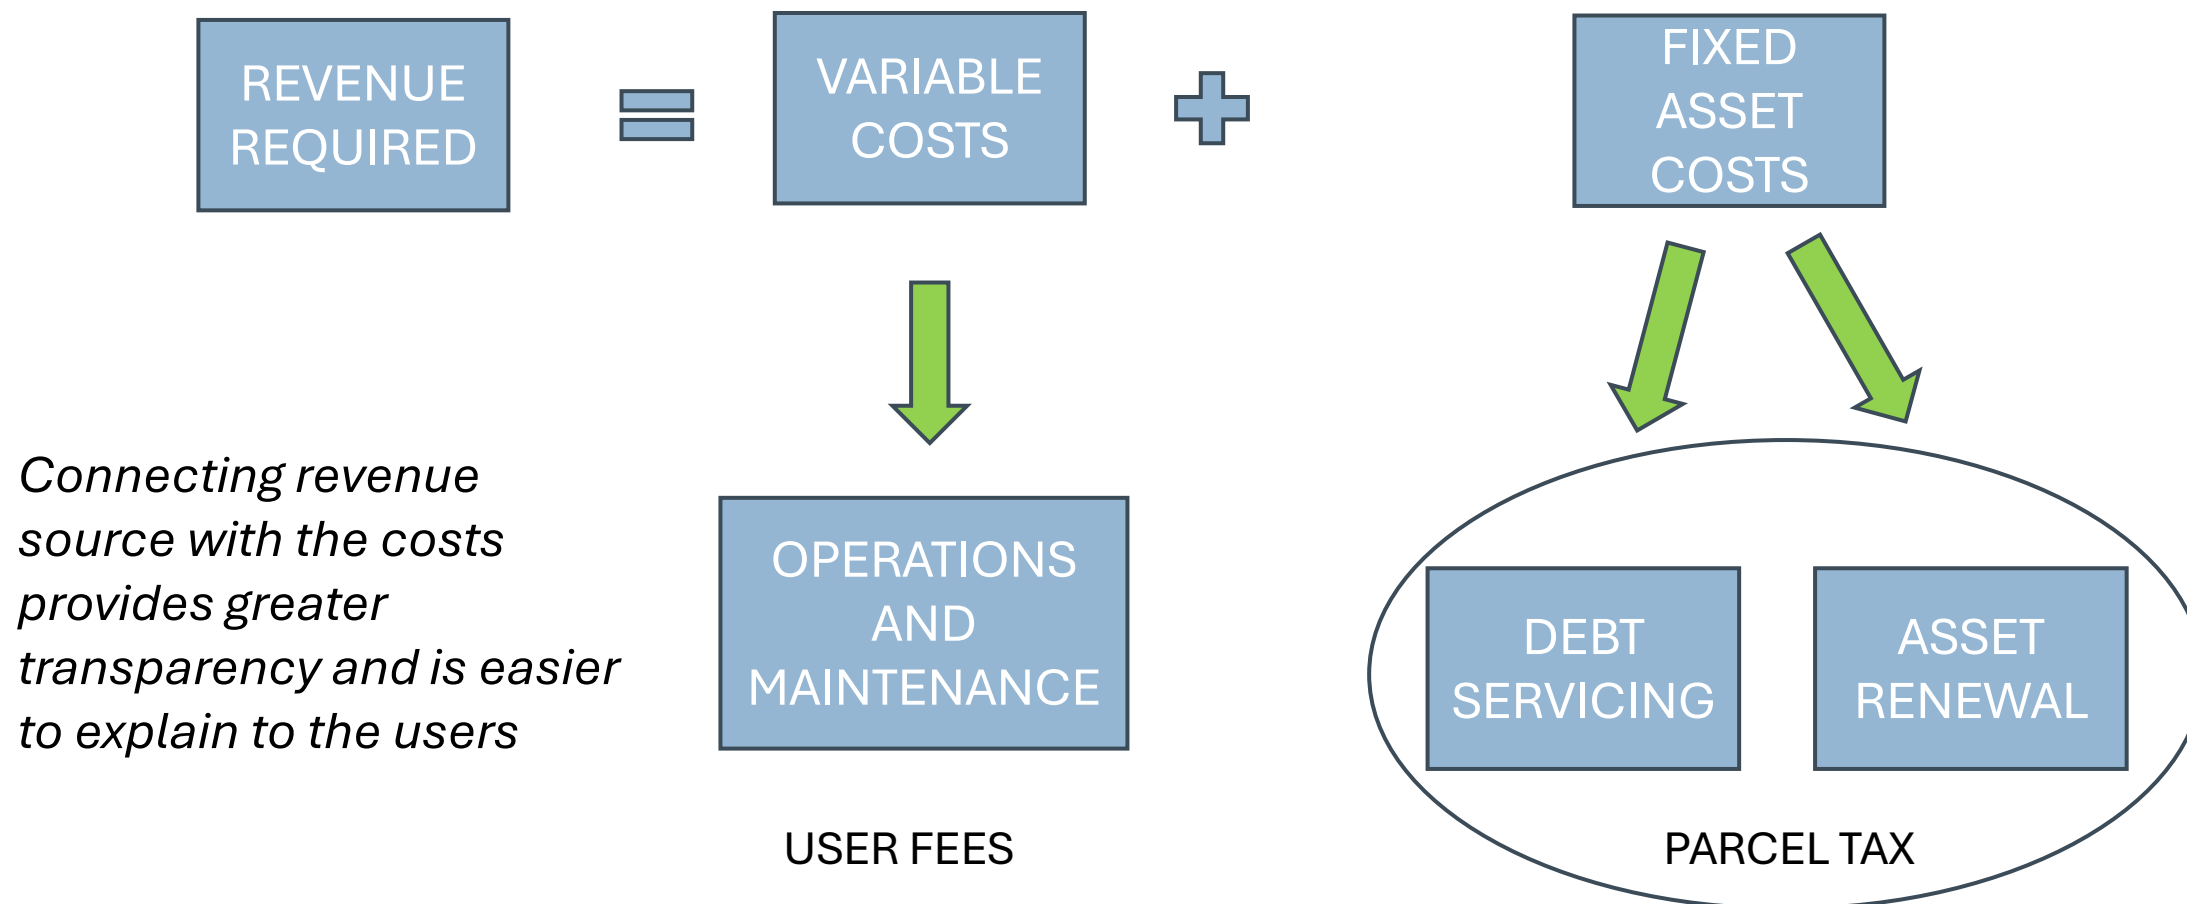 REVENUE
REQUIRED
VARIABLE
COSTS
FIXED
ASSET
COSTS
Connecting revenue
source with the costs
provides greater
transparency and is easier
to explain to the users
OPERATIONS
AND
MAINTENANCE
DEBT
SERVICING
ASSET
RENEWAL
USER FEES
PARCEL TAX